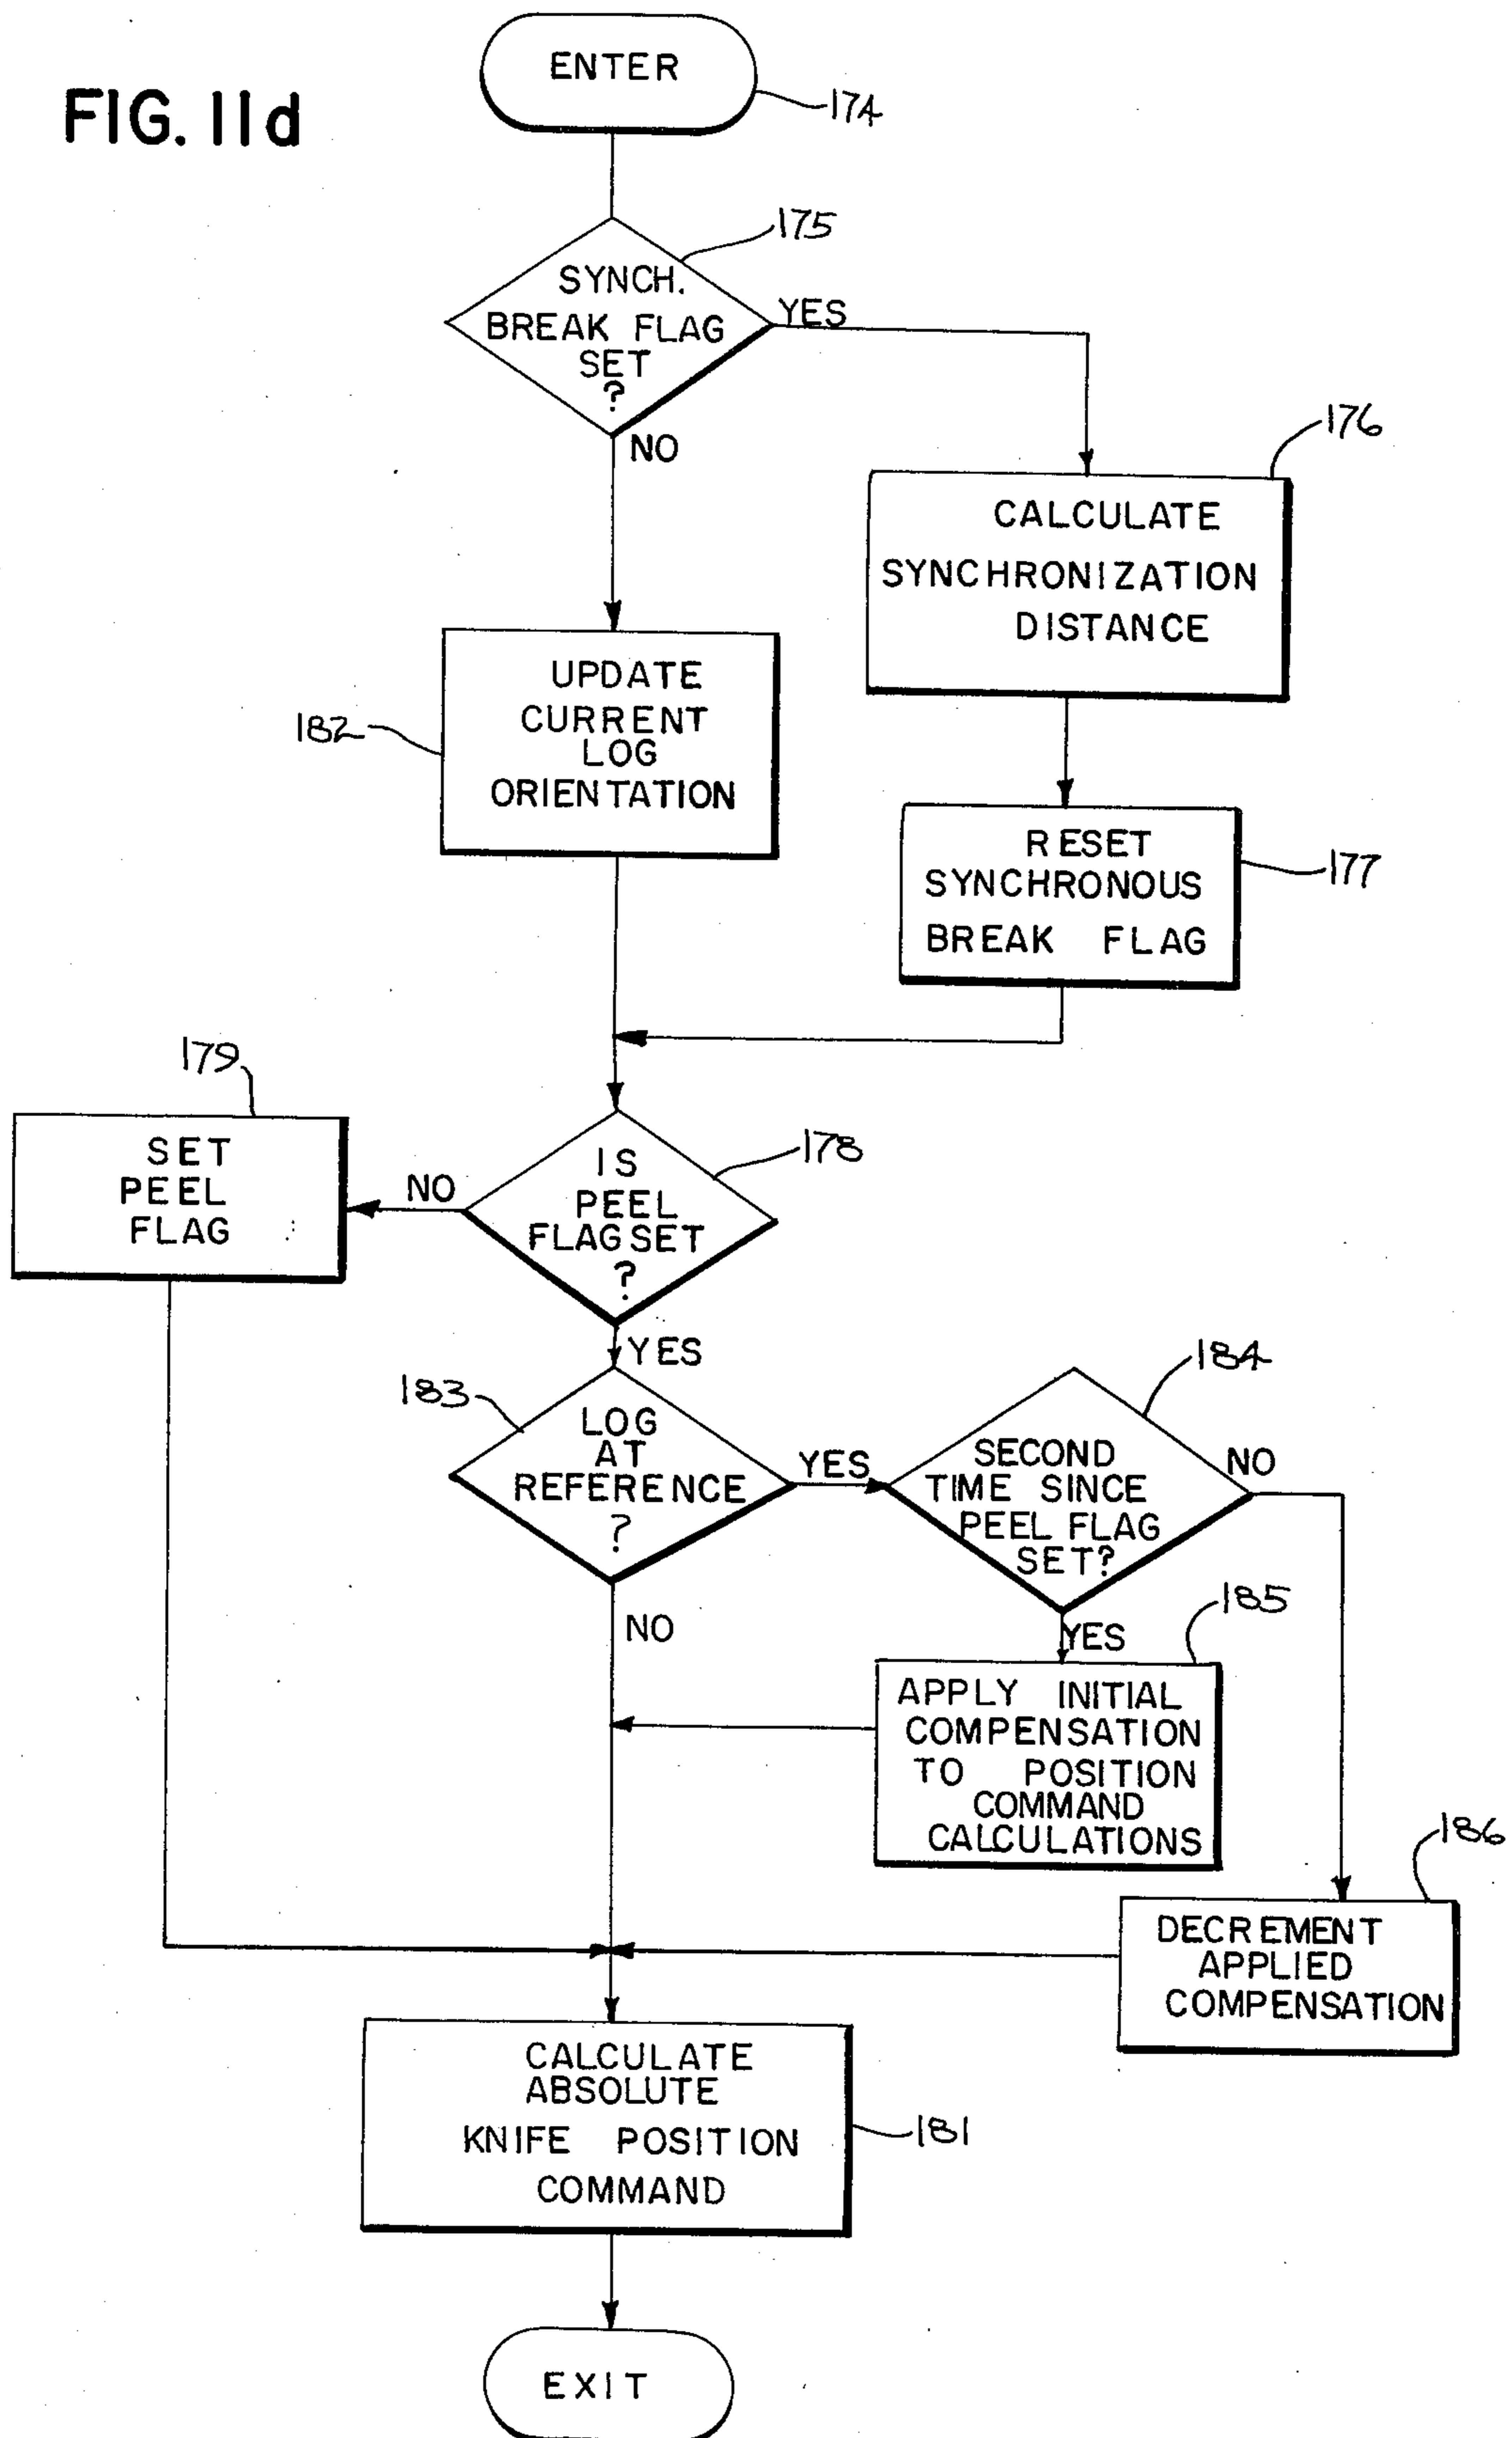 FIG. 11d
ENTER
174
175
SYNCH.
BREAK FLAG
SET
?
YES
NO
176
CALCULATE
SYNCHRONIZATION
DISTANCE
182
UPDATE
CURRENT
LOG
ORIENTATION
RESET
SYNCHRONOUS
BREAK FLAG
177
179
SET
PEEL
FLAG
NO
178
IS
PEEL
FLAG SET
?
YES
183
LOG
AT
REFERENCE
?
YES
NO
184
SECOND
TIME SINCE
PEEL FLAG
SET?
NO
YES
185
APPLY INITIAL
COMPENSATION
TO POSITION
COMMAND
CALCULATIONS
186
DECREMENT
APPLIED
COMPENSATION
CALCULATE
ABSOLUTE
KNIFE POSITION
COMMAND
181
EXIT